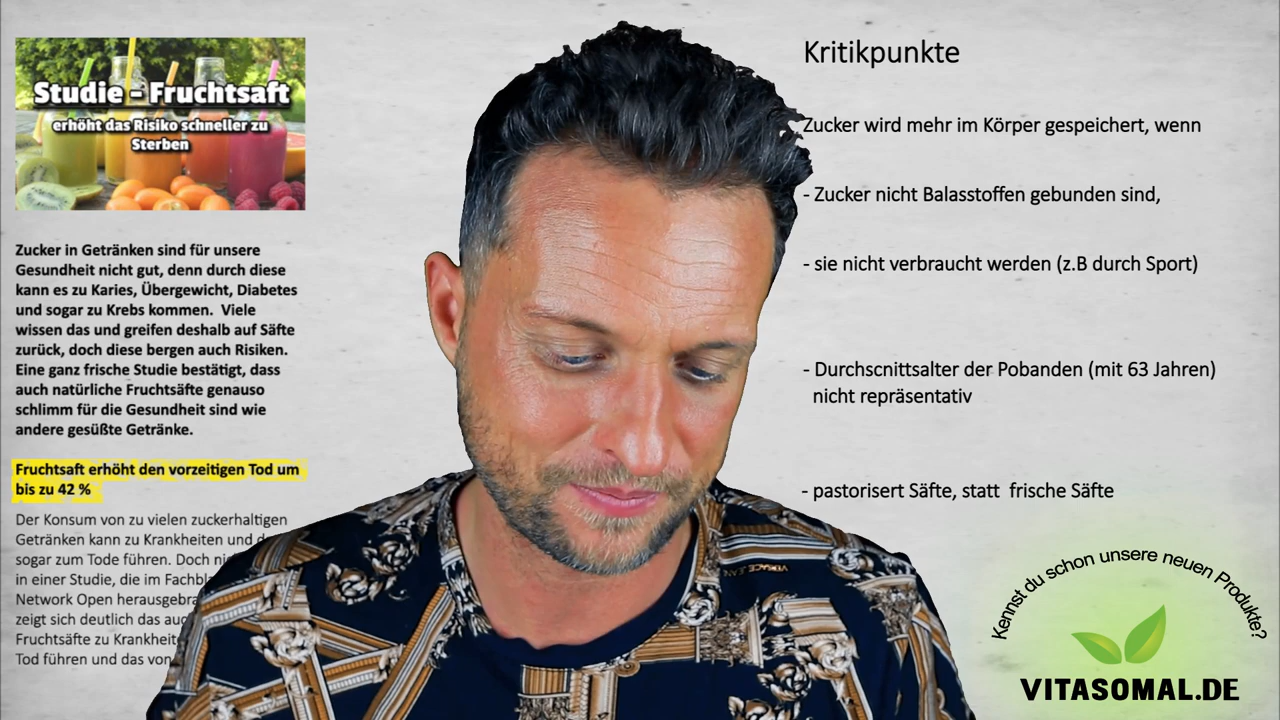 Studie - Fruchtsaft
erhöht das Risiko schneller zu
Sterben
Zucker in Getränken sind für unsere
Gesundheit nicht gut, denn durch diese
kann es zu Karies, Übergewicht, Diabetes
und sogar zu Krebs kommen.  Viele
wissen das und greifen deshalb auf Säfte
zurück, doch diese bergen auch Risiken.
Eine ganz frische Studie bestätigt, dass
auch natürliche Fruchtsäfte genauso
schlimm für die Gesundheit sind wie
andere gesüßte Getränke.
Fruchtsaft erhöht den vorzeitigen Tod um
bis zu 42 %
Der Konsum von zu vielen zuckerhaltigen
Getränken kann zu Krankheiten und
sogar zum Tode führen. Doch
in einer Studie, die im
Network Open
zeigt sich deutlich das
Fruchtsäfte zu
Tod führen und das
Kritikpunkte
Zucker wird mehr im Körper gespeichert, wenn
- Zucker nicht Balasstoffen gebunden sind,
- sie nicht verbraucht werden (z.B durch Sport)
- Durchscnittsalter der Pobanden (mit 63 Jahren)
nicht repräsentativ
- pastorisert Säfte, statt  frische Säfte
Kennst du schon unsere neuen Produkte?
VITASOMAL.DE